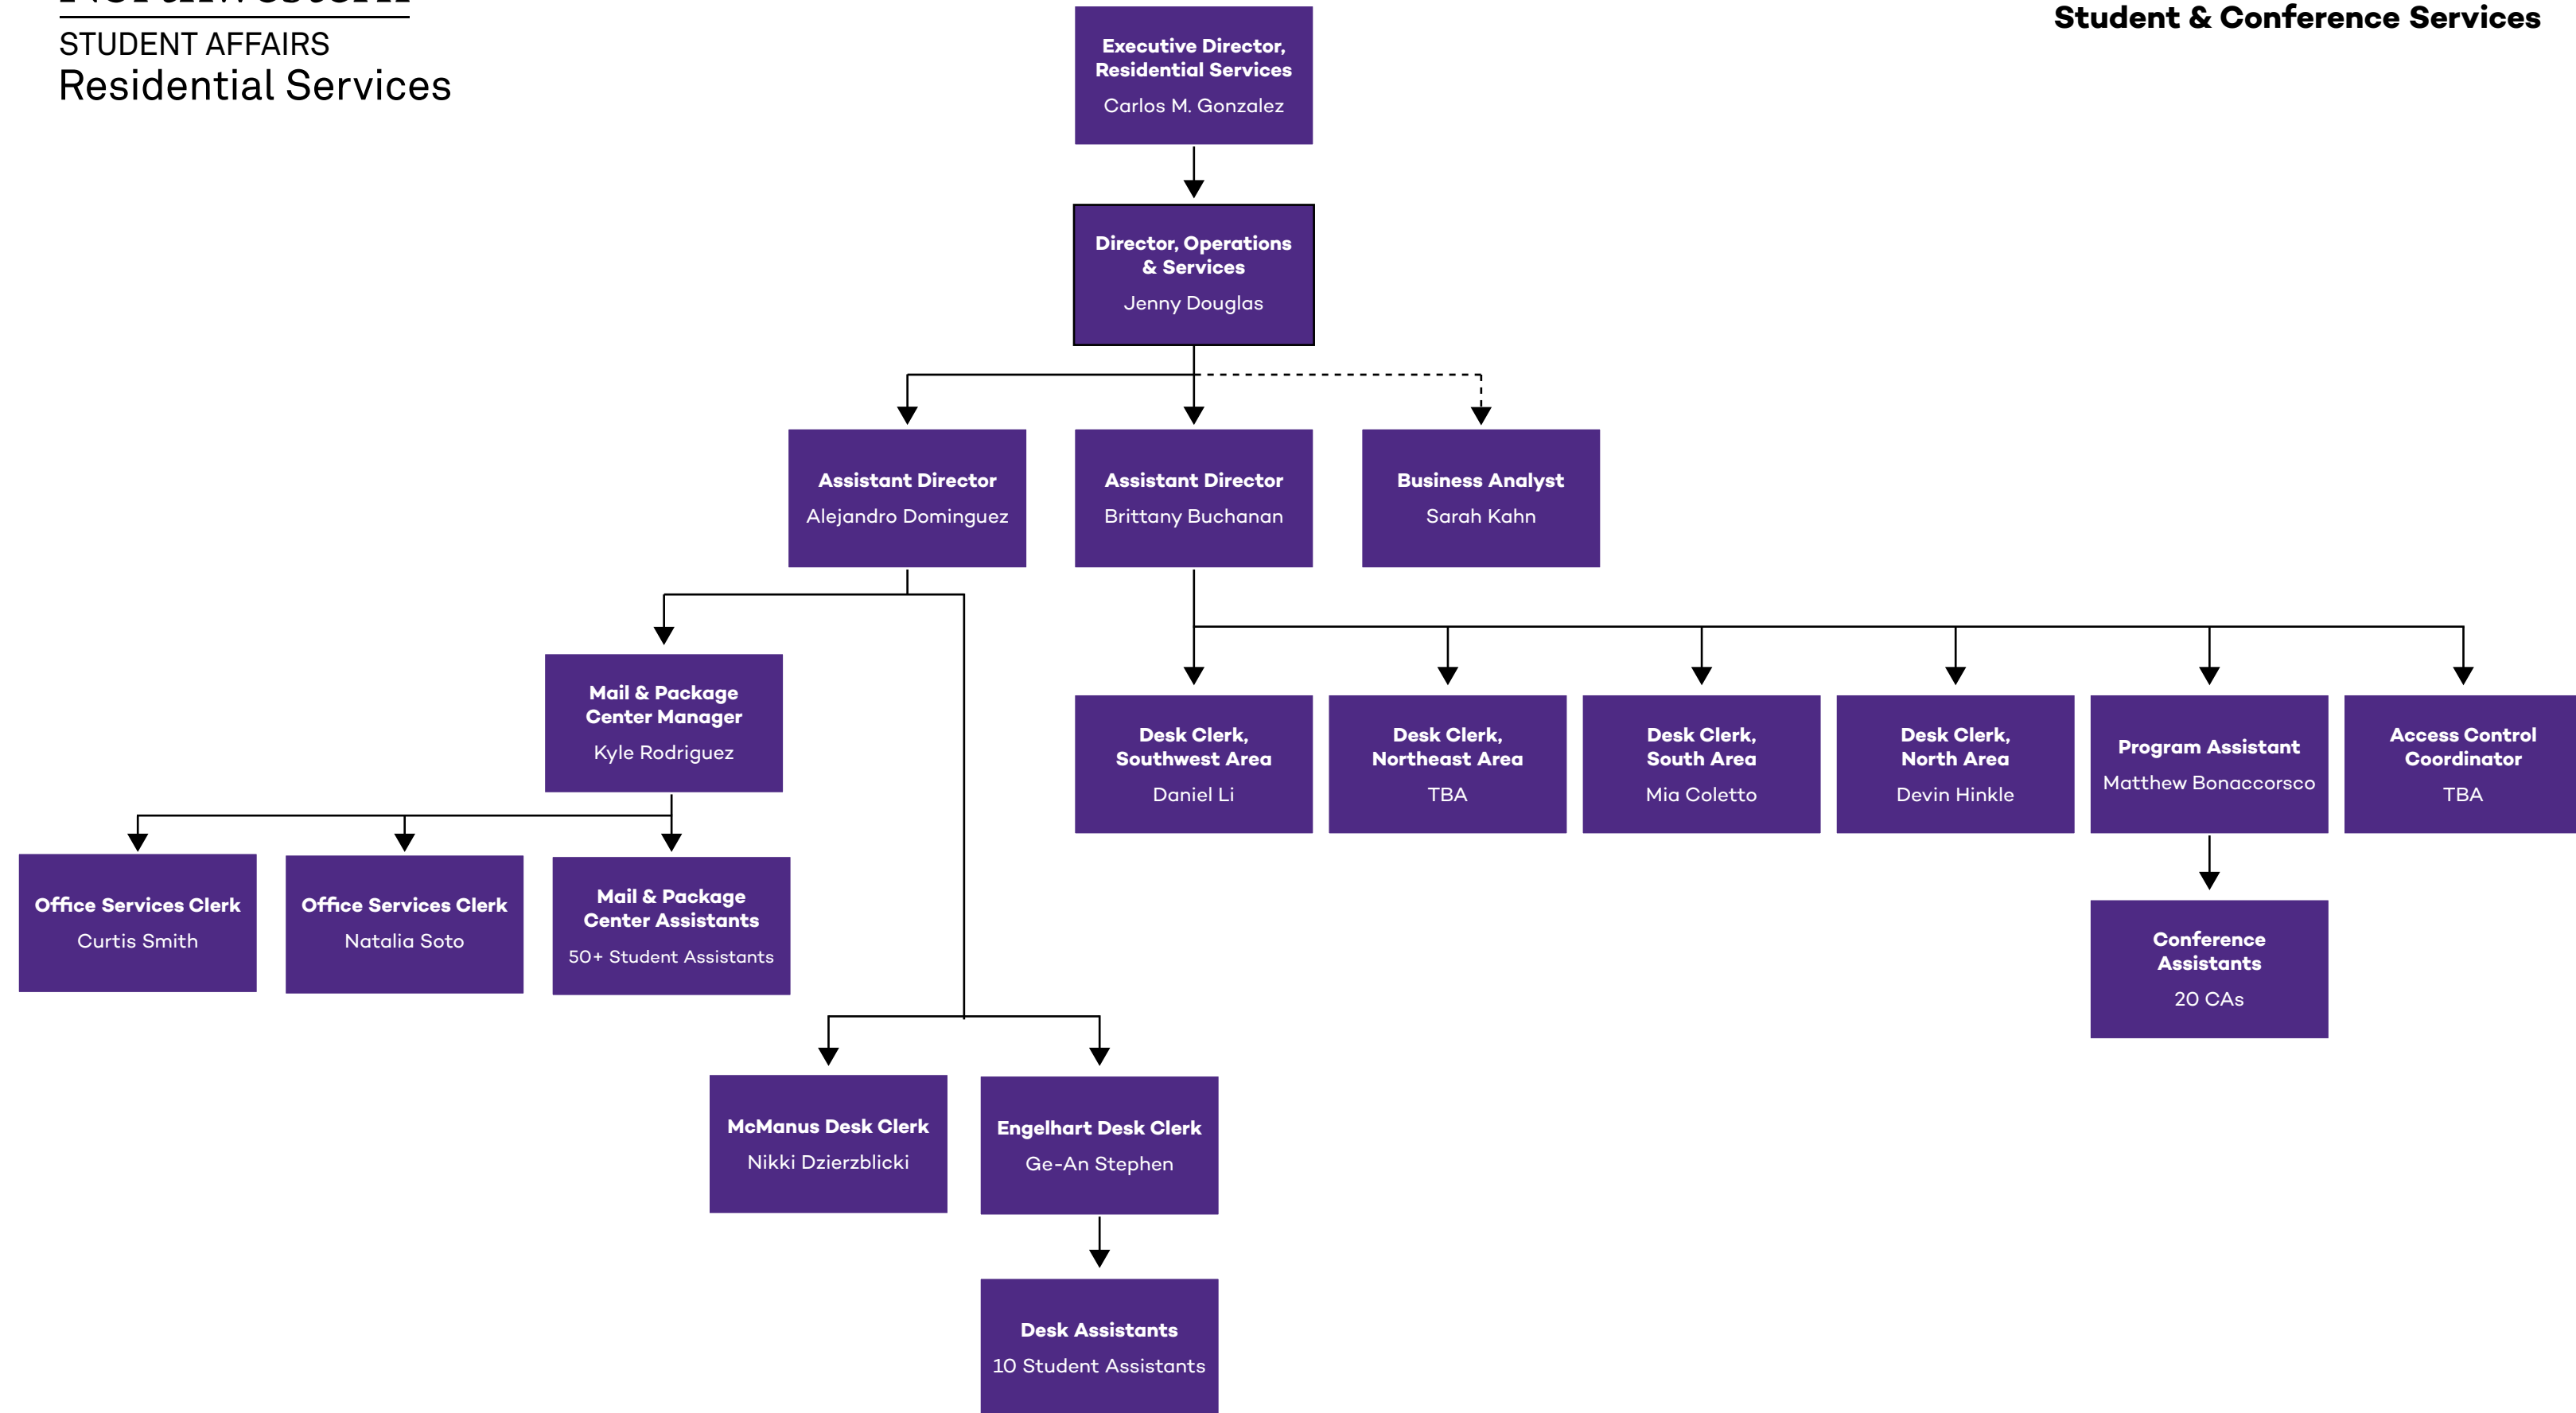 Northwestern
STUDENT AFFAIRS
Residential Services
Student & Conference Services
Executive Director,
Residential Services
Carlos M. Gonzalez
Director, Operations
& Services
Jenny Douglas
Assistant Director
Alejandro Dominguez
Assistant Director
Brittany Buchanan
Business Analyst
Sarah Kahn
Mail & Package
Center Manager
Kyle Rodriguez
Desk Clerk,
Southwest Area
Daniel Li
Desk Clerk,
Northeast Area
TBA
Desk Clerk,
South Area
Mia Coletto
Desk Clerk,
North Area
Devin Hinkle
Program Assistant
Matthew Bonaccorsco
Access Control
Coordinator
TBA
Office Services Clerk
Curtis Smith
Office Services Clerk
Natalia Soto
Mail & Package
Center Assistants
50+ Student Assistants
Conference
Assistants
20 CAs
McManus Desk Clerk
Nikki Dzierzblicki
Engelhart Desk Clerk
Ge-An Stephen
Desk Assistants
10 Student Assistants